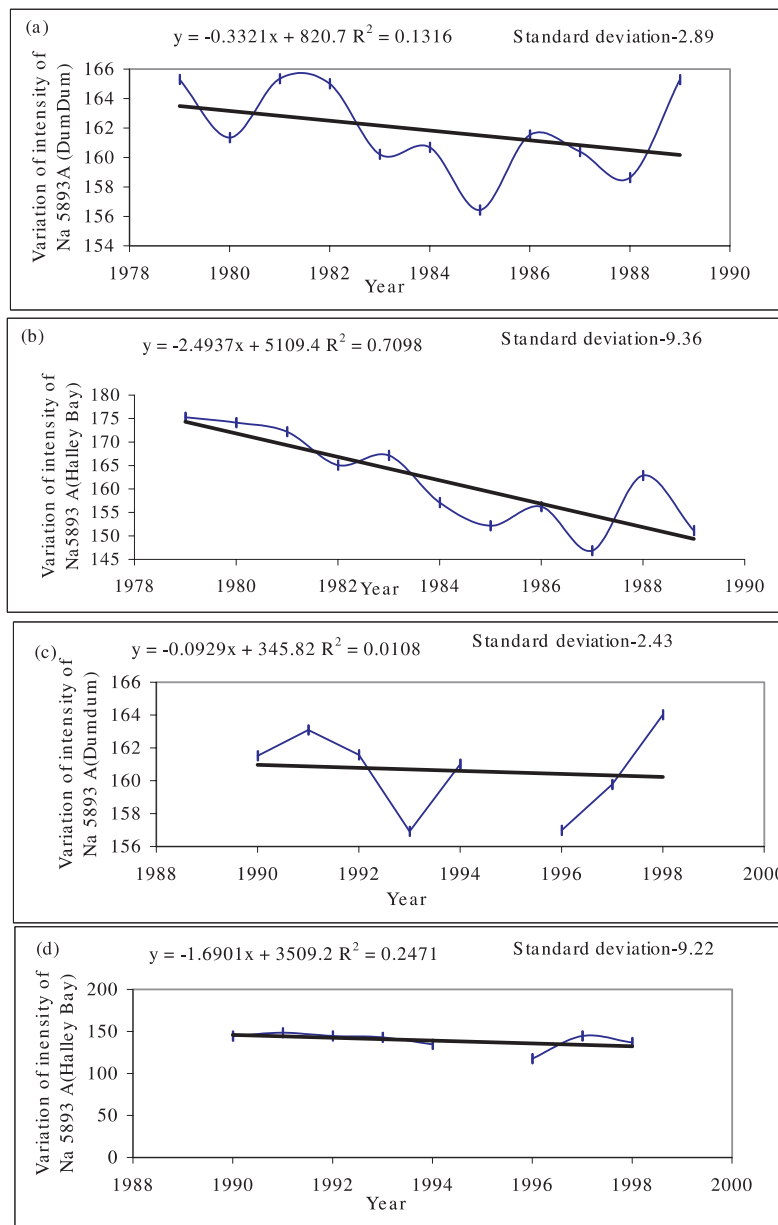 (a)
y = -0.3321x + 820.7 R² = 0.1316 Standard deviation-2.89
Variation of intensity of
Na 5893A (DumDum)
166
164
162
160
158
156
154
1978 1980 1982 1984 1986 1988 1990
Year
(b)
y = -2.4937x + 5109.4 R² = 0.7098 Standard deviation-9.36
Variation of intensity of
Na5893 A(Halley Bay)
180
175
170
165
160
155
150
145
1978 1980 1982 1984 1986 1988 1990
Year
(c)
y = -0.0929x + 345.82 R² = 0.0108 Standard deviation-2.43
Variation of intensity of
Na 5893 A(Dumdum)
166
164
162
160
158
156
1988 1990 1992 1994 1996 1998 2000
Year
(d)
y = -1.6901x + 3509.2 R² = 0.2471 Standard deviation-9.22
Variation of inensity of
Na 5893 A(Halley Bay)
200
150
100
50
0
1988 1990 1992 1994 1996 1998 2000
Year